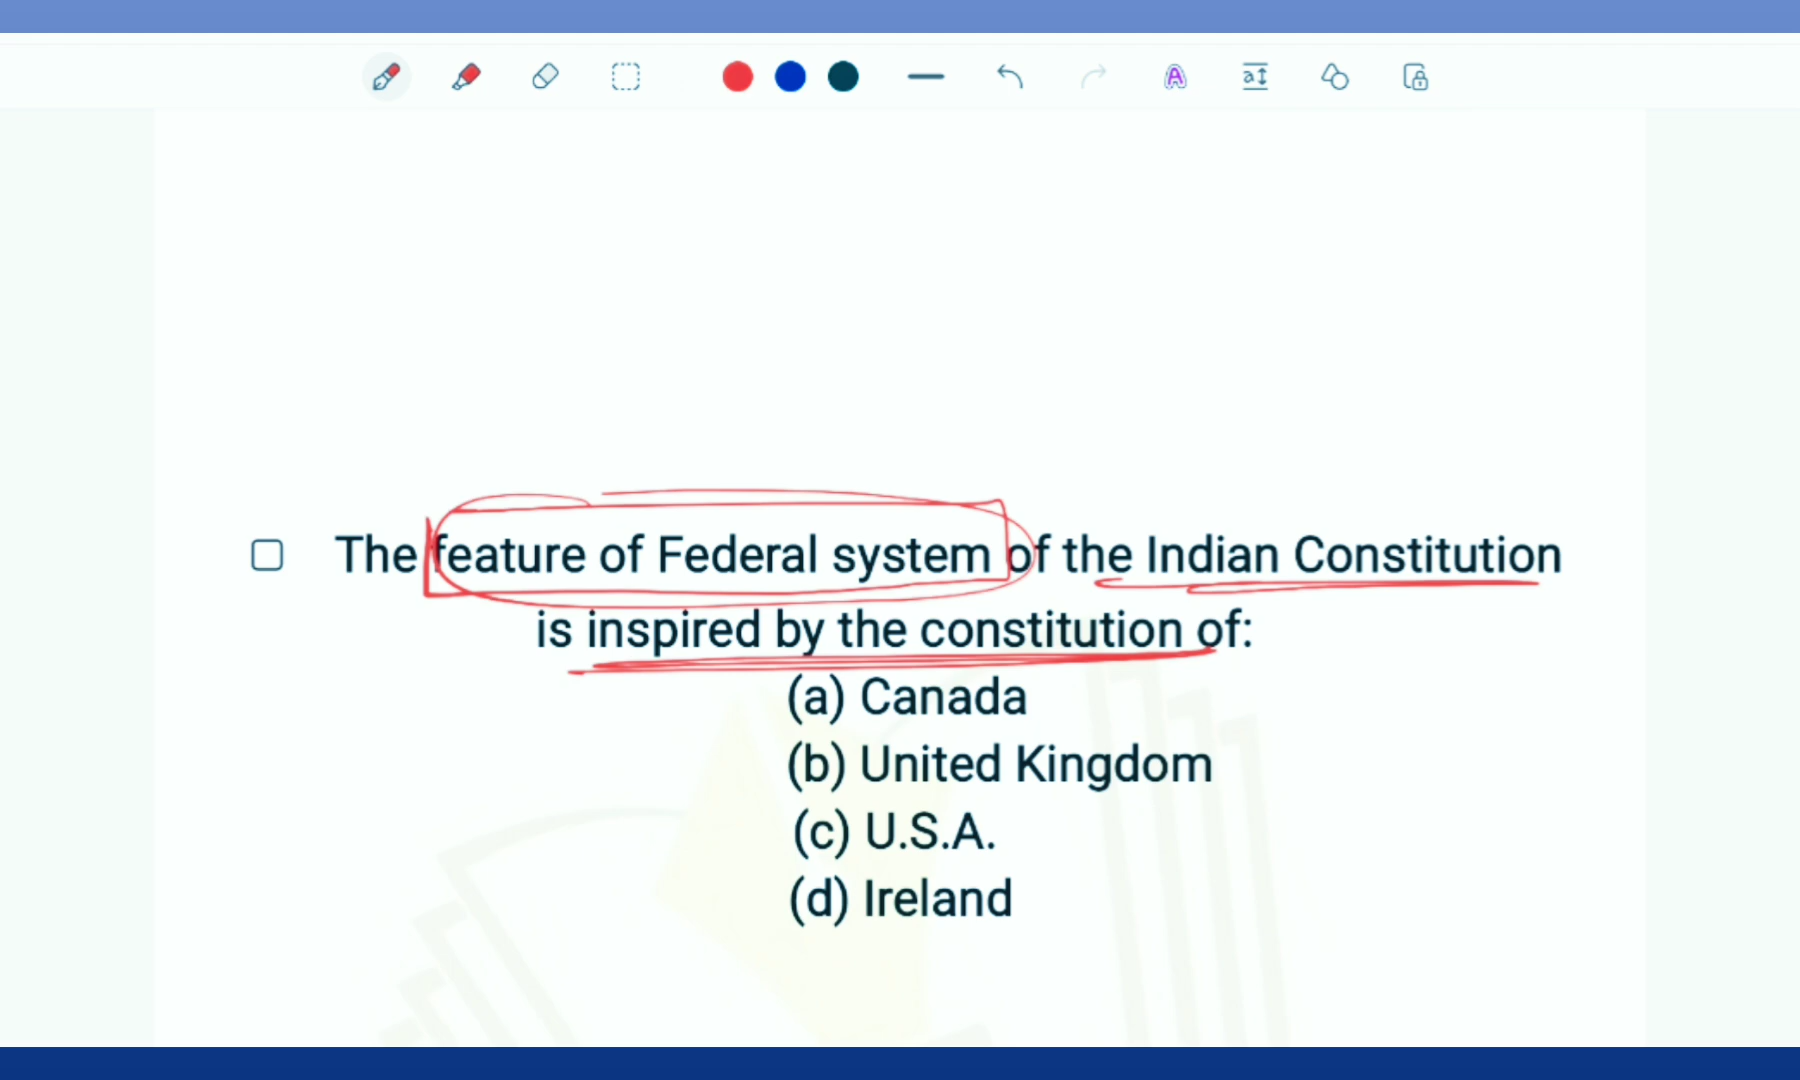 The feature of Federal system of the Indian Constitution
is inspired by the constitution of:
(a) Canada
(b) United Kingdom
(c) U.S.A.
(d) Ireland